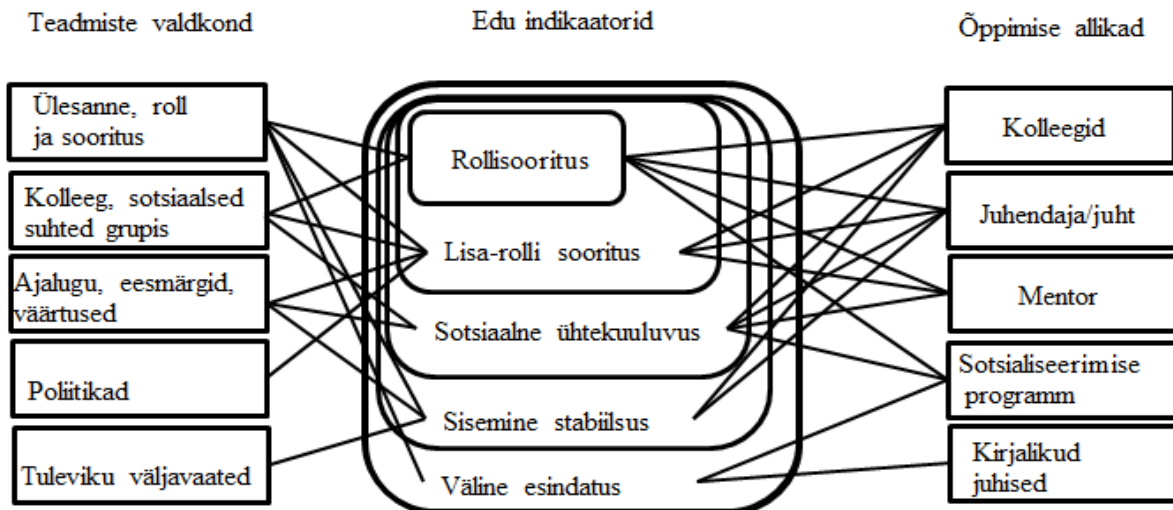 Teadmiste valdkond
Edu indikaatorid
Õppimise allikad
Ülesanne, roll
ja sooritus
Kolleeg, sotsiaalsed
suhted grupis
Ajalugu, eesmärgid,
väärtused
Poliitikad
Tuleviku väljavaated
Rollisooritus
Lisa-rolli sooritus
Sotsiaalne ühtekuuluvus
Sisemine stabiilsus
Väline esindatus
Kolleegid
Juhendaja/juht
Mentor
Sotsialiseerimise
programm
Kirjalikud
juhised